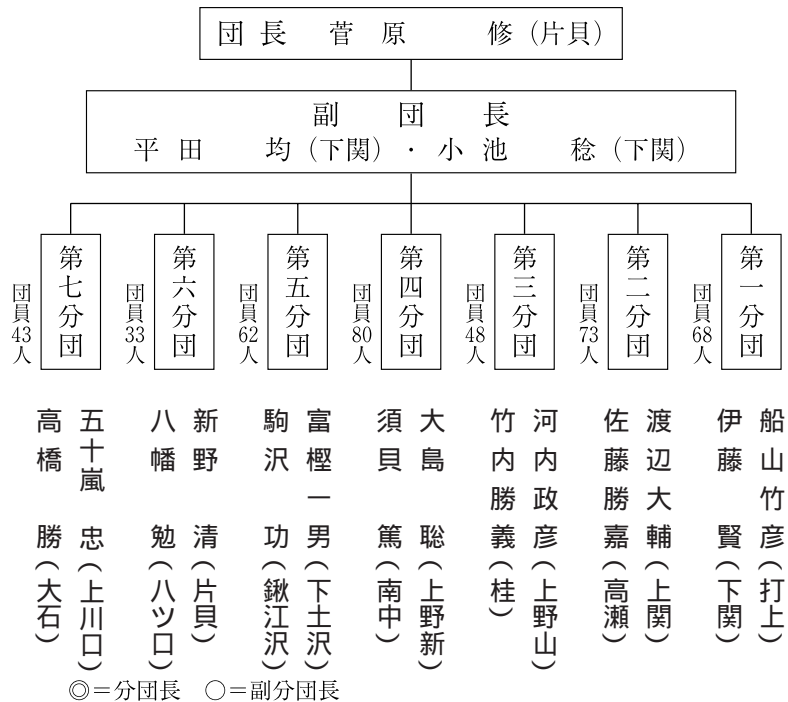 団長 菅原 修(片貝)
副団長
平田 均(下関)・小池 稔(下関)
第一分団
団員68人
船山竹彦(打上)
伊藤 賢(下関)
第二分団
団員73人
渡辺大輔(上関)
佐藤勝嘉(高瀬)
第三分団
団員48人
河内政彦(上野山)
竹内勝義(桂)
第四分団
団員80人
大島 聡(上野新)
須貝 篤(南中)
第五分団
団員62人
富樫一男(下土沢)
駒沢 功(鍬江沢)
第六分団
団員33人
新野 清(片貝)
八幡 勉(八ツ口)
第七分団
団員43人
五十嵐 忠(上川口)
高橋 勝(大石)
◎=分団長 ○=副分団長